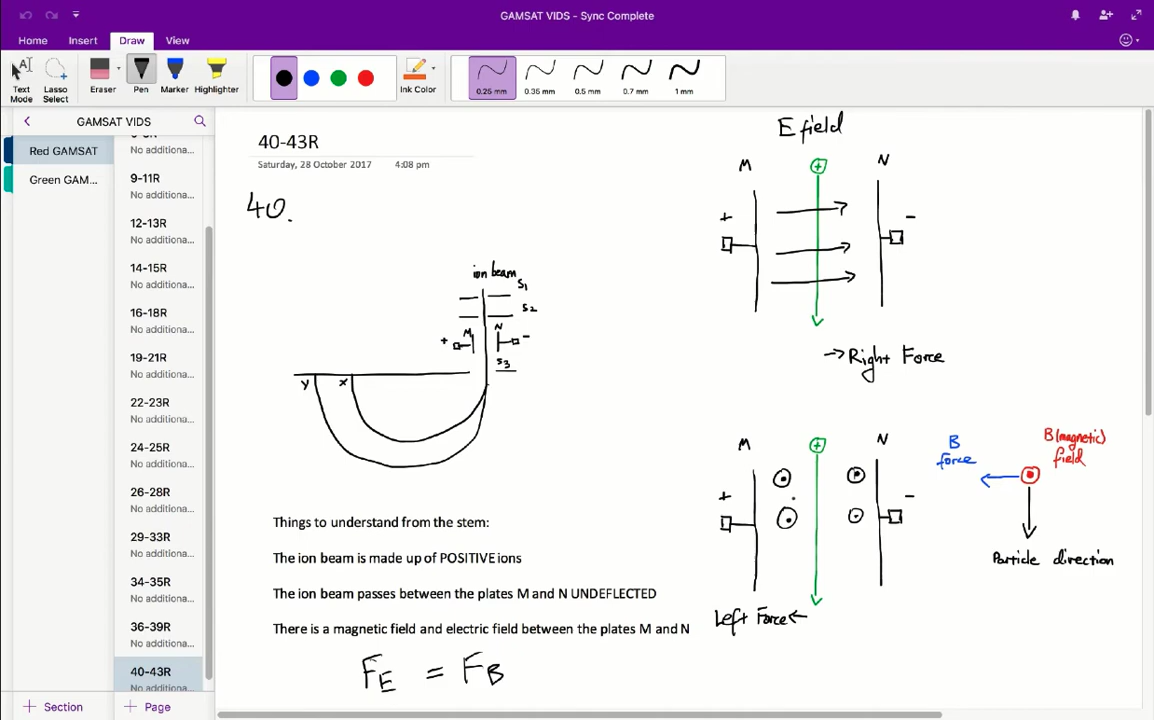 GAMSAT VIDS - Sync Complete
Home Insert Draw View
Text Mode
Lasso Select
Eraser
Pen
Marker
Highlighter
Ink Color
0.25 mm
0.35 mm
0.5 mm
0.7 mm
1 mm
GAMSAT VIDS
Red GAMSAT
Green GAM...
No additiona...
9-11R
No additiona...
12-13R
No additiona...
14-15R
No additiona...
16-18R
No additiona...
19-21R
No additiona...
22-23R
No additiona...
24-25R
No additiona...
26-28R
No additiona...
29-33R
No additiona...
34-35R
No additiona...
36-39R
No additiona...
40-43R
No additiona...
+ Section
+ Page
40-43R
Saturday, 28 October 2017 4:08 pm
40.
ion beam
S1
S2
M N
+ -
S3
y x
Things to understand from the stem:
The ion beam is made up of POSITIVE ions
The ion beam passes between the plates M and N UNDEFLECTED
There is a magnetic field and electric field between the plates M and N
FE = FB
E field
M + N
+ -
→ Right Force
M + N
+ -
Left Force ←
B force
B (magnetic) field
Particle direction